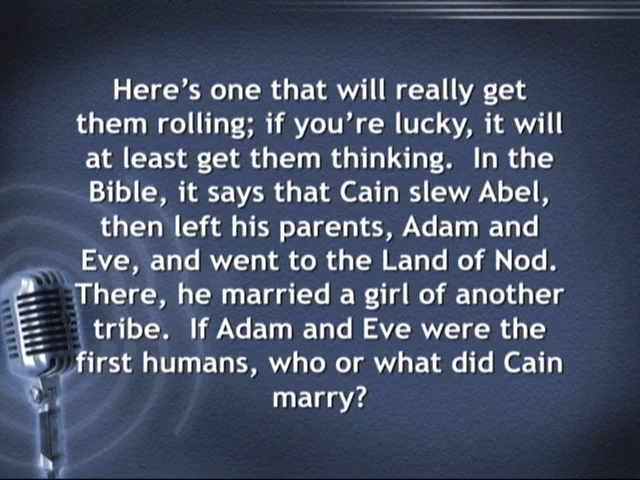 Here's one that will really get
them rolling; if you're lucky, it will
at least get them thinking.  In the
Bible, it says that Cain slew Abel,
then left his parents, Adam and
Eve, and went to the Land of Nod.
There, he married a girl of another
tribe.  If Adam and Eve were the
first humans, who or what did Cain
marry?